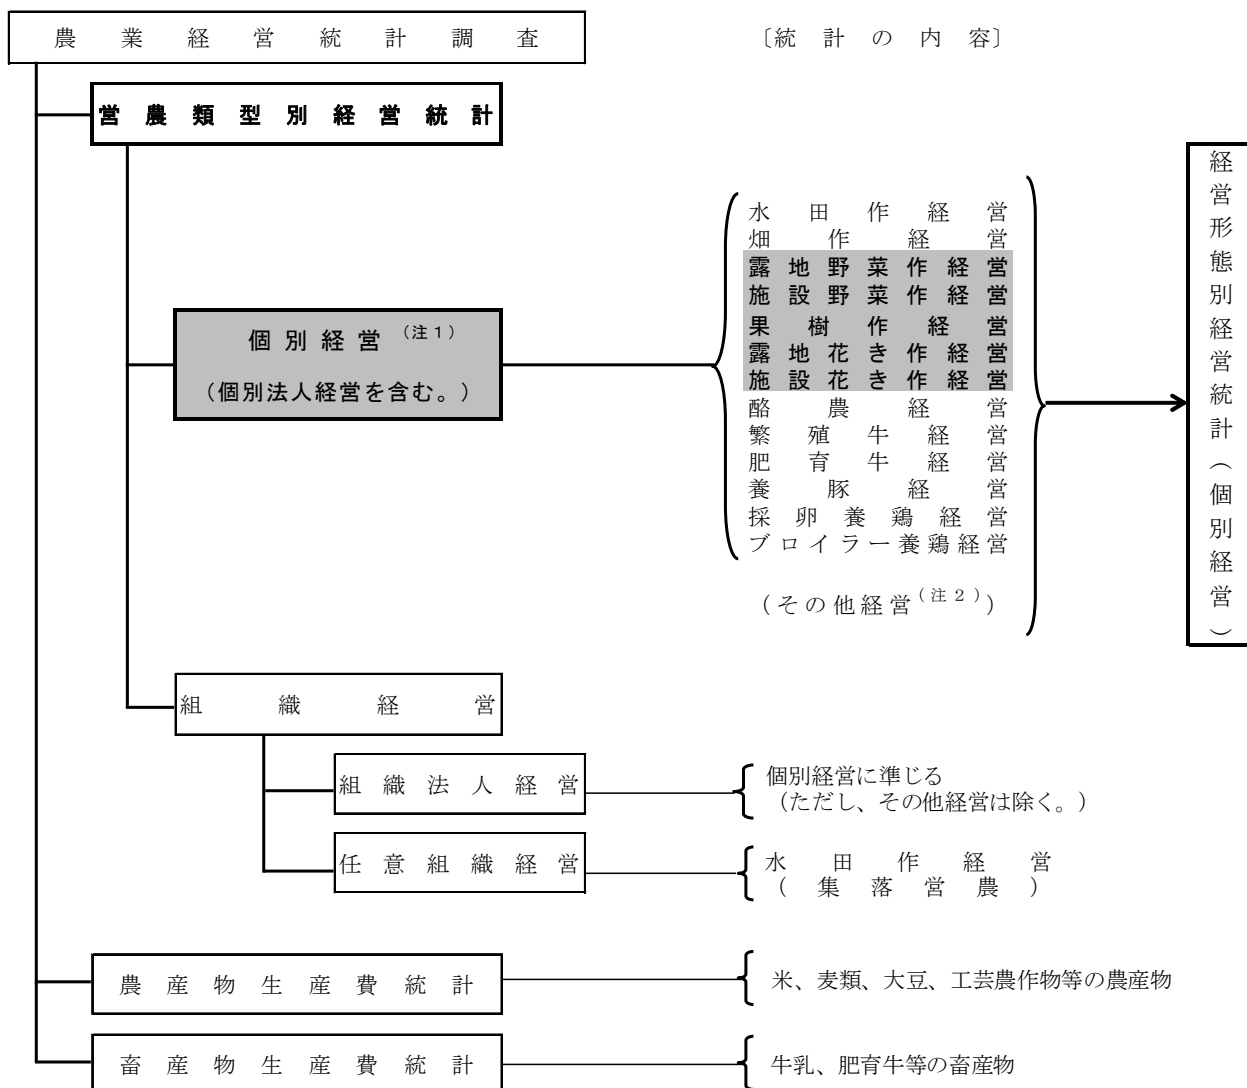 農業経営統計調査
〔統計の内容〕
営農類型別経営統計
個別経営(注1)
(個別法人経営を含む。)
水田作経営
畑作経営
露地野菜作経営
施設野菜作経営
果樹作経営
露地花き作経営
施設花き作経営
酪農経営
繁殖牛経営
肥育牛経営
養豚経営
採卵養鶏経営
ブロイラー養鶏経営
(その他経営(注2))
経営形態別経営統計(個別経営)
組織経営
組織法人経営
個別経営に準じる
(ただし、その他経営は除く。)
任意組織経営
水田作経営
(集落営農)
農産物生産費統計
米、麦類、大豆、工芸農作物等の農産物
畜産物生産費統計
牛乳、肥育牛等の畜産物